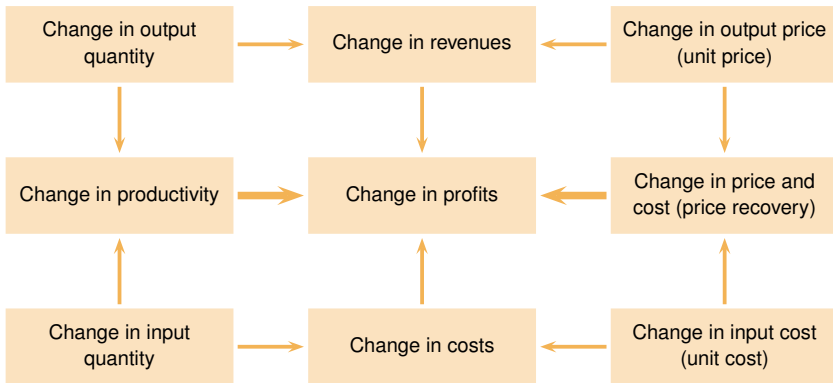 Change in output
quantity
Change in revenues
Change in output price
(unit price)
Change in productivity
Change in profits
Change in price and
cost (price recovery)
Change in input
quantity
Change in costs
Change in input cost
(unit cost)